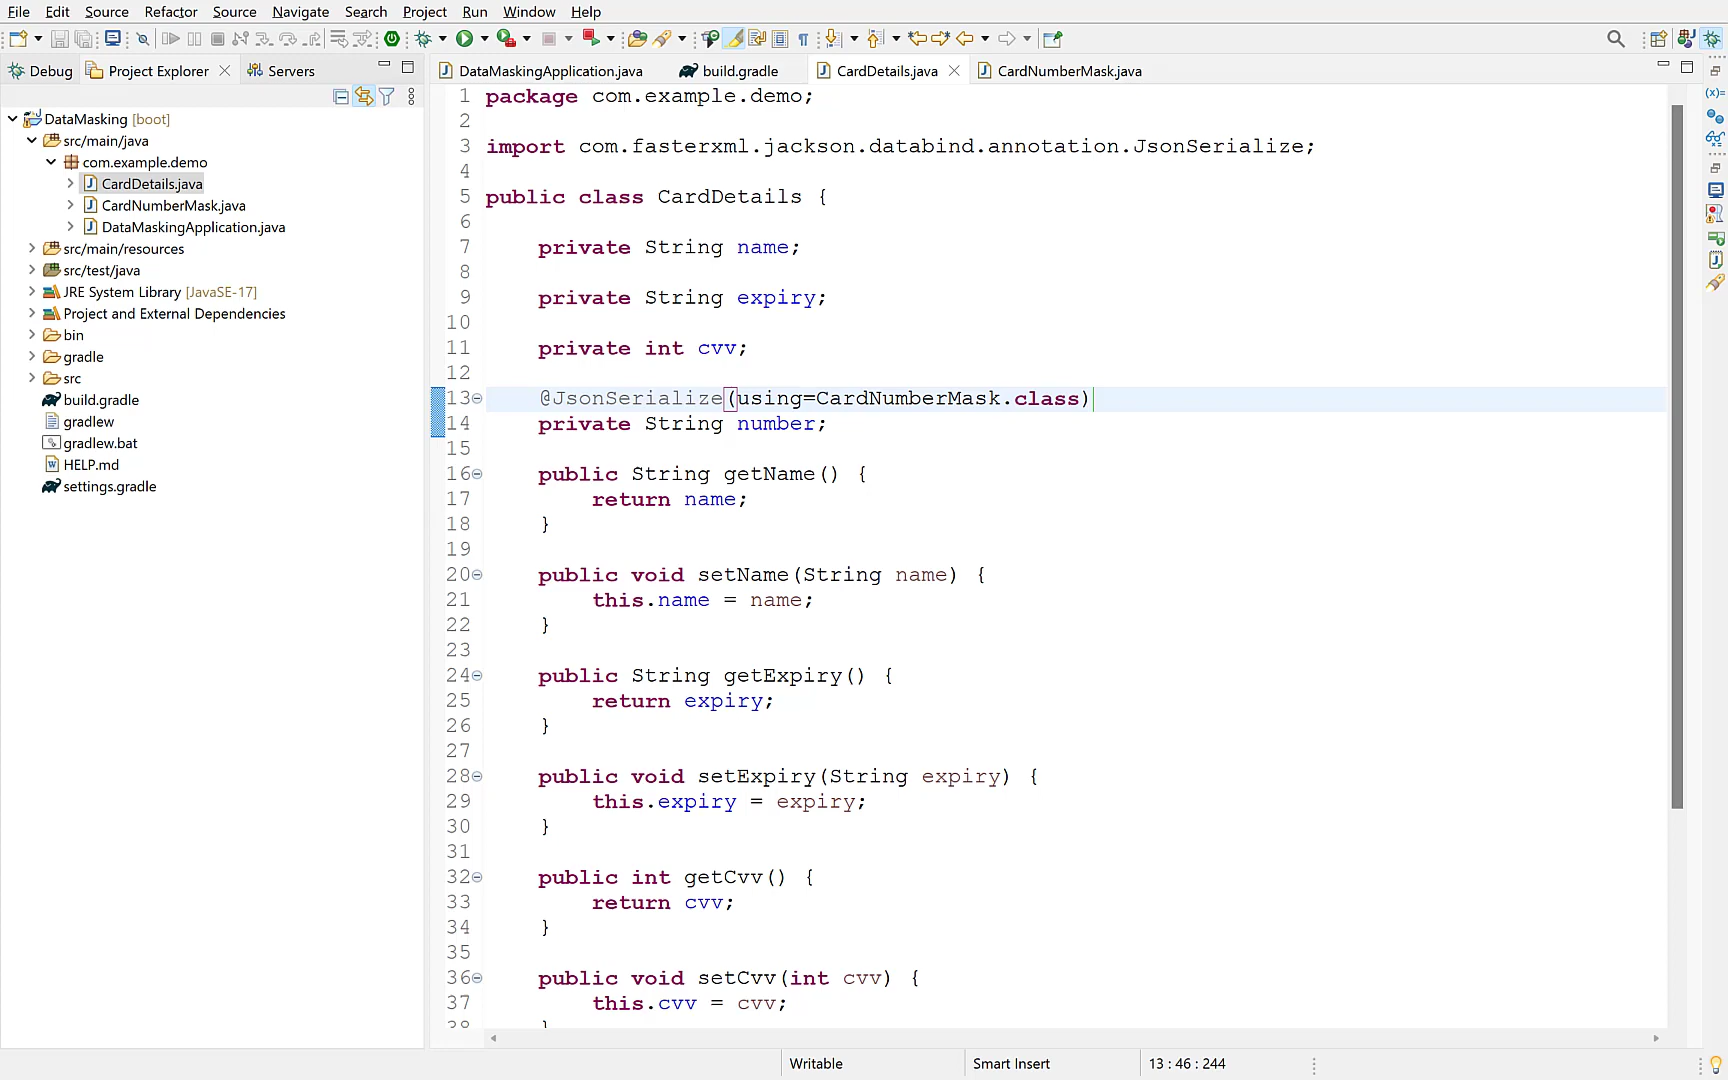 File Edit Source Refactor Source Navigate Search Project Run Window Help
Debug Project Explorer Servers
DataMasking [boot]
src/main/java
com.example.demo
CardDetails.java
CardNumberMask.java
DataMaskingApplication.java
src/main/resources
src/test/java
JRE System Library [JavaSE-17]
Project and External Dependencies
bin
gradle
src
build.gradle
gradlew
gradlew.bat
HELP.md
settings.gradle
DataMaskingApplication.java build.gradle CardDetails.java CardNumberMask.java
1 package com.example.demo;
2
3 import com.fasterxml.jackson.databind.annotation.JsonSerialize;
4
5 public class CardDetails {
6
7 private String name;
8
9 private String expiry;
10
11 private int cvv;
12
13 @JsonSerialize(using=CardNumberMask.class)
14 private String number;
15
16 public String getName() {
17 return name;
18 }
19
20 public void setName(String name) {
21 this.name = name;
22 }
23
24 public String getExpiry() {
25 return expiry;
26 }
27
28 public void setExpiry(String expiry) {
29 this.expiry = expiry;
30 }
31
32 public int getCvv() {
33 return cvv;
34 }
35
36 public void setCvv(int cvv) {
37 this.cvv = cvv;
38 }
Writable Smart Insert 13 : 46 : 244